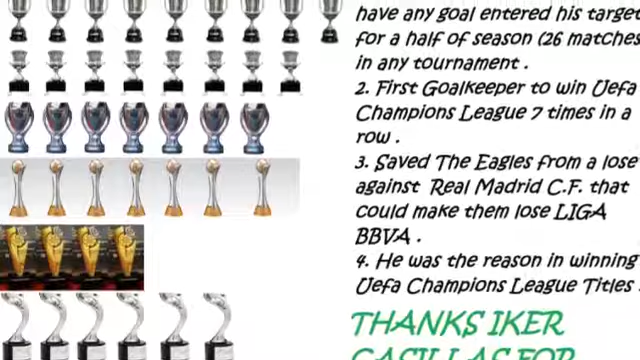 have any goal entered his target
for a half of season (26 matches
in any tournament .
2. First Goalkeeper to win Uefa
Champions League 7 times in a
row .
3. Saved The Eagles from a lose
against Real Madrid C.F. that
could make them lose LIGA
BBVA .
4. He was the reason in winning
Uefa Champions League Titles .
THANKS IKER
CASILLAS FOR